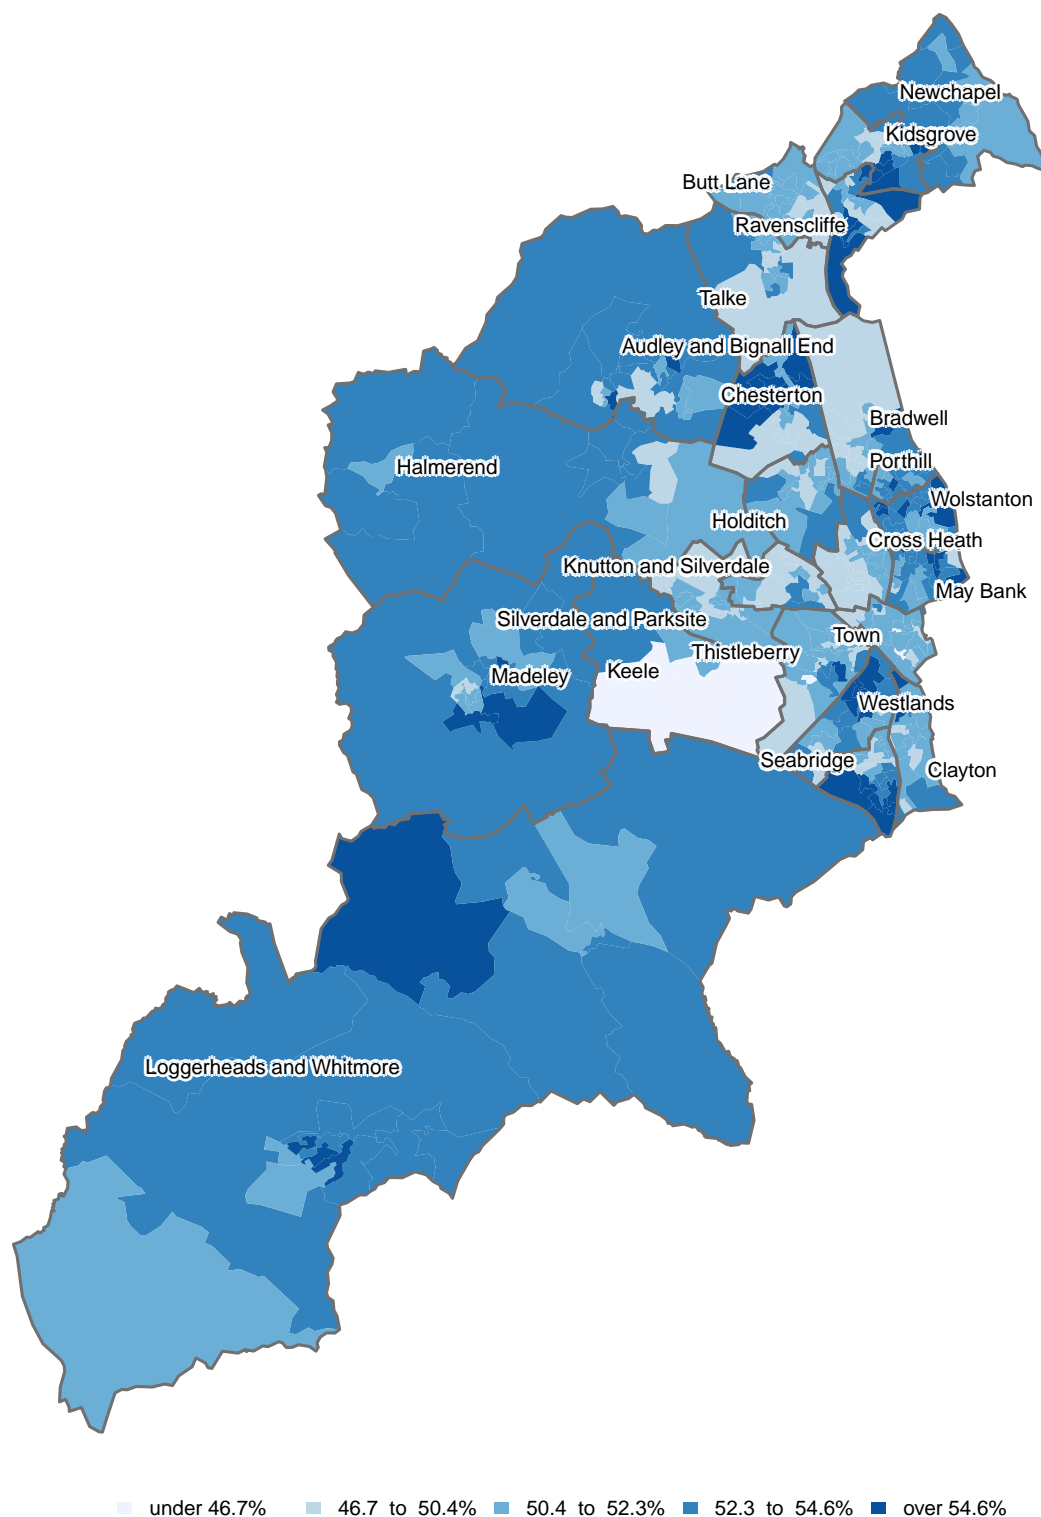 Newchapel
Kidsgrove
Butt Lane
Ravenscliffe
Talke
Audley and Bignall End
Chesterton
Bradwell
Halmerend
Porthill
Wolstanton
Holditch
Cross Heath
Knutton and Silverdale
May Bank
Silverdale and Parksite
Town
Thistleberry
Keele
Madeley
Westlands
Seabridge
Clayton
Loggerheads and Whitmore
under 46.7% 46.7 to 50.4% 50.4 to 52.3% 52.3 to 54.6% over 54.6%